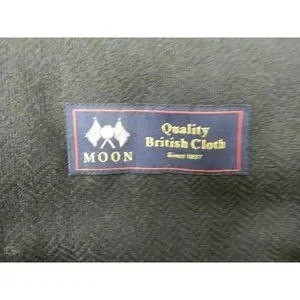 MOON
Quality
British Cloth
Since 1837